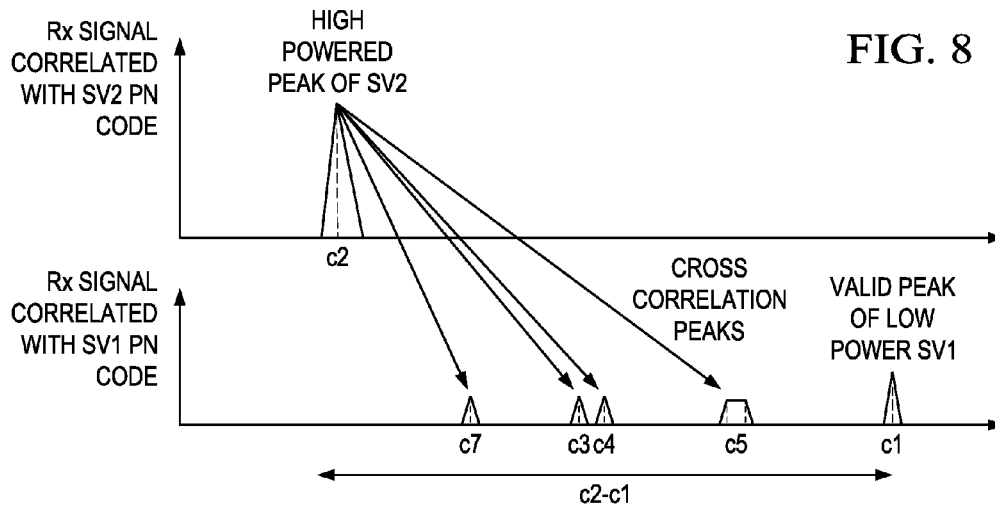 FIG. 8
Rx SIGNAL
CORRELATED
WITH SV2 PN
CODE
HIGH
POWERED
PEAK OF SV2
c2
Rx SIGNAL
CORRELATED
WITH SV1 PN
CODE
CROSS
CORRELATION
PEAKS
VALID PEAK
OF LOW
POWER SV1
c7
c3
c4
c5
c1
c2-c1